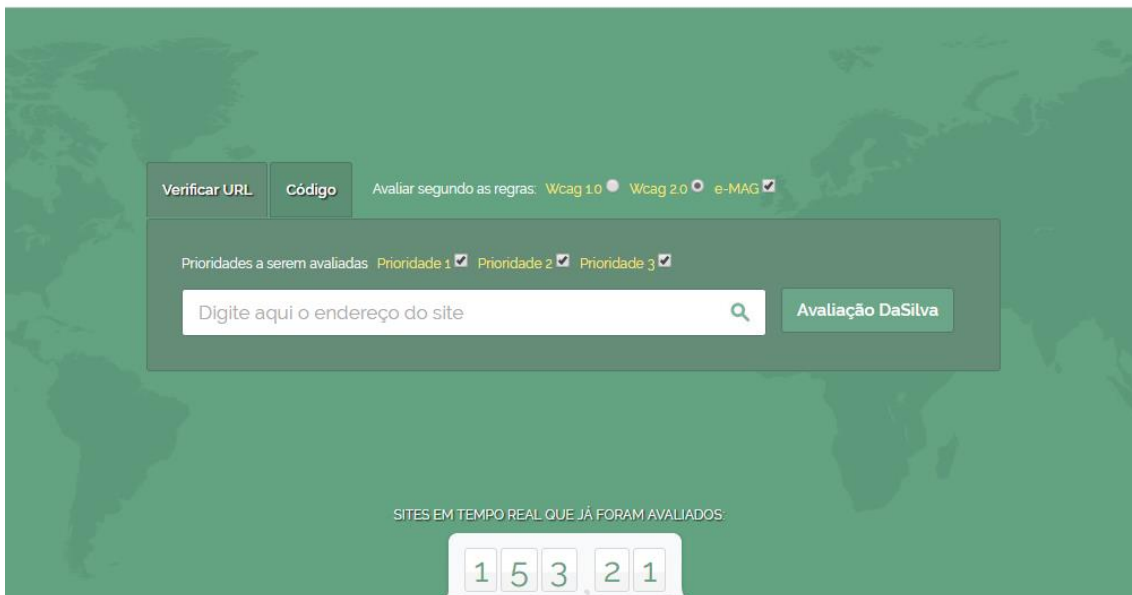 Verificar URL Código Avaliar segundo as regras: Wcag 1.0 Wcag 2.0 e-MAG
Prioridades a serem avaliadas Prioridade 1 Prioridade 2 Prioridade 3
Digite aqui o endereço do site Avaliação DaSilva
SITES EM TEMPO REAL QUE JÁ FORAM AVALIADOS:
153.21